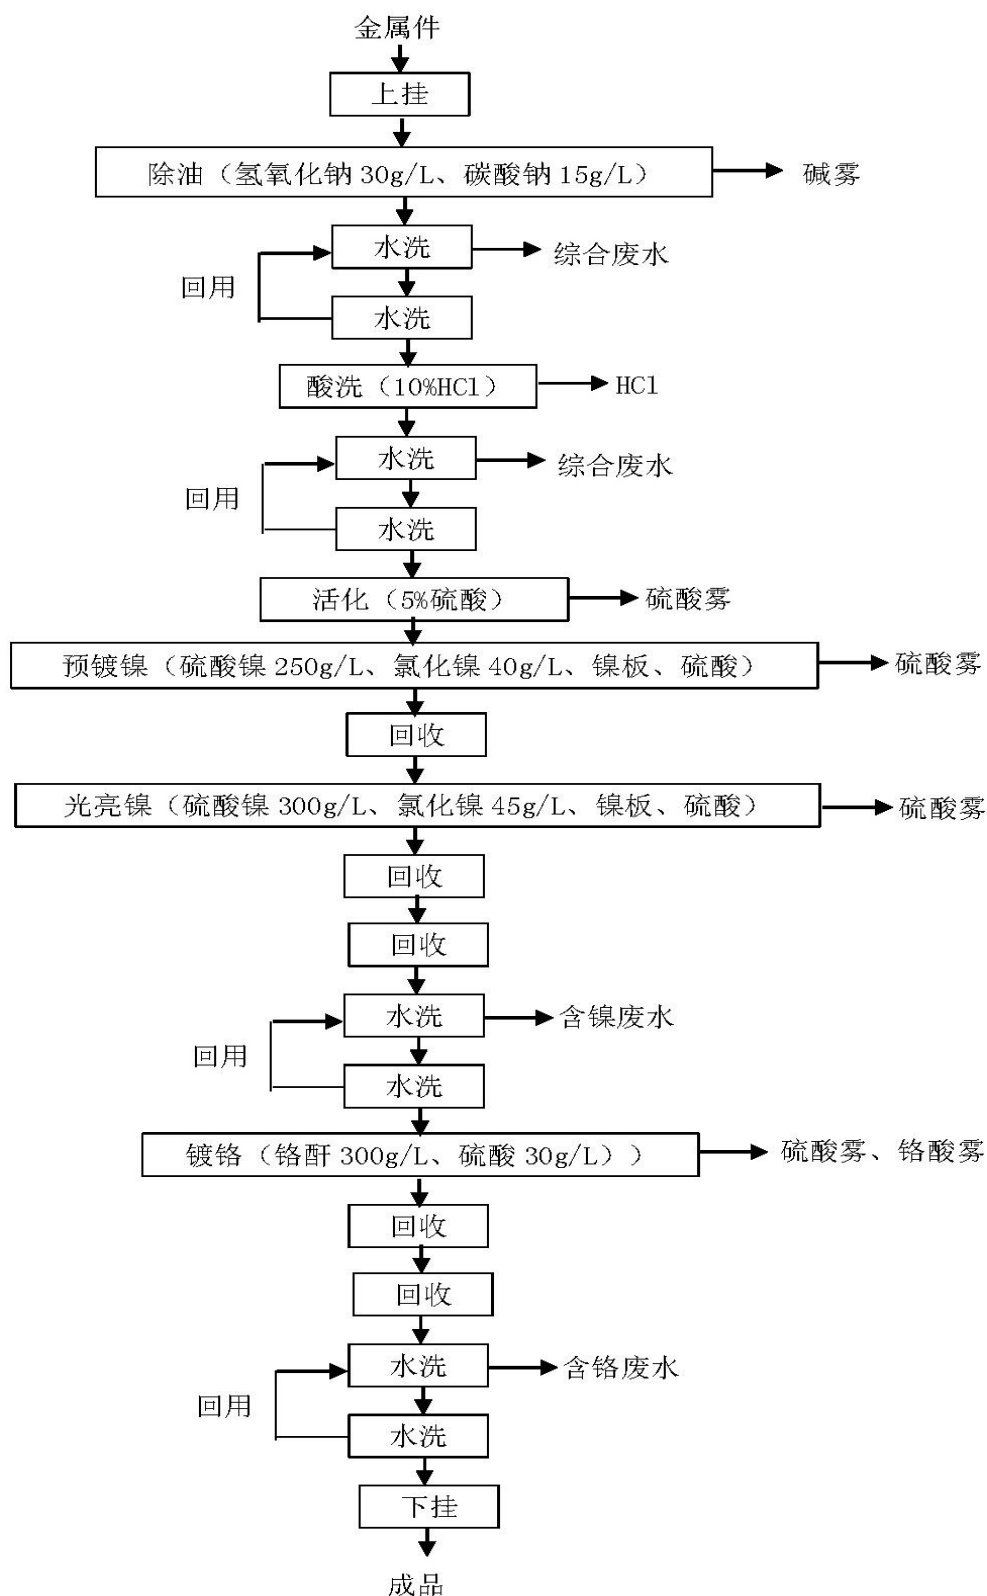 金属件
上挂
除油（氢氧化钠 30g/L、碳酸钠 15g/L） 碱雾
水洗 综合废水
回用
水洗
酸洗（10%HCl） HCl
水洗 综合废水
回用
水洗
活化（5%硫酸） 硫酸雾
预镀镍（硫酸镍 250g/L、氯化镍 40g/L、镍板、硫酸） 硫酸雾
回收
光亮镍（硫酸镍 300g/L、氯化镍 45g/L、镍板、硫酸） 硫酸雾
回收
回收
水洗 含镍废水
回用
水洗
镀铬（铬酐 300g/L、硫酸 30g/L）） 硫酸雾、铬酸雾
回收
回收
水洗 含铬废水
回用
水洗
下挂
成品